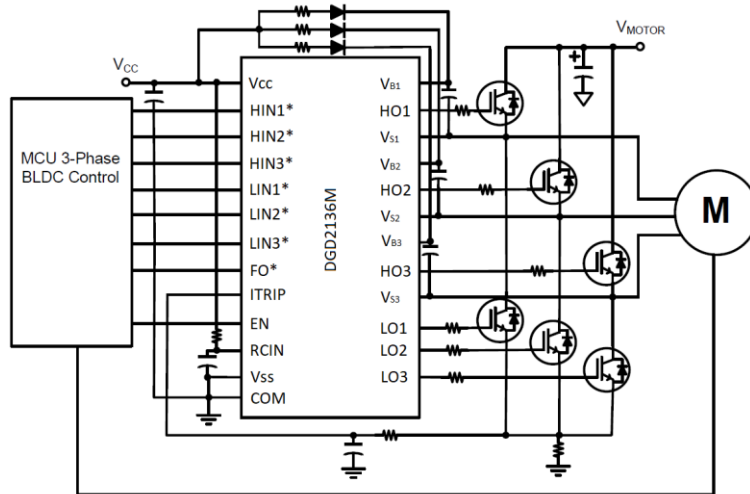 VMOTOR
VCC
+
Vcc
VB1
HIN1*
HO1
HIN2*
VS1
MCU 3-Phase
BLDC Control
HIN3*
VB2
LIN1*
HO2
LIN2*
VS2
LIN3*
VB3
FO*
HO3
ITRIP
VS3
EN
LO1
RCIN
LO2
Vss
LO3
COM
DGD2136M
M